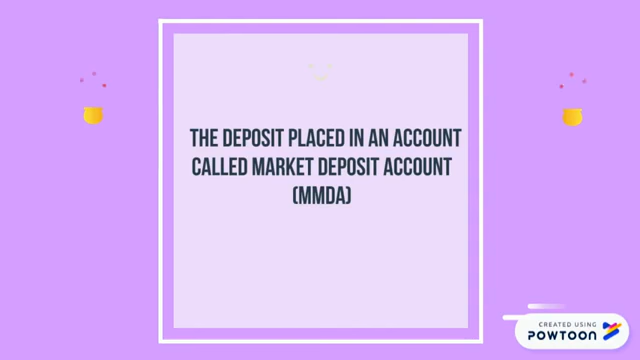 THE DEPOSIT PLACED IN AN ACCOUNT
CALLED MARKET DEPOSIT ACCOUNT
(MMDA)
CREATED USING
POWTOON